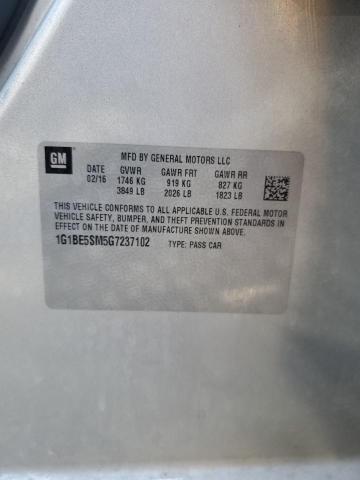 GM
MFD BY GENERAL MOTORS LLC
DATE GVWR GAWR FRT GAWR RR
02/16 1746 KG 919 KG 827 KG
3849 LB 2026 LB 1823 LB
THIS VEHICLE CONFORMS TO ALL APPLICABLE U.S. FEDERAL MOTOR
VEHICLE SAFETY, BUMPER, AND THEFT PREVENTION STANDARDS IN
EFFECT ON THE DATE OF MANUFACTURE SHOWN ABOVE.
1G1BE5SM5G7237102 TYPE: PASS CAR